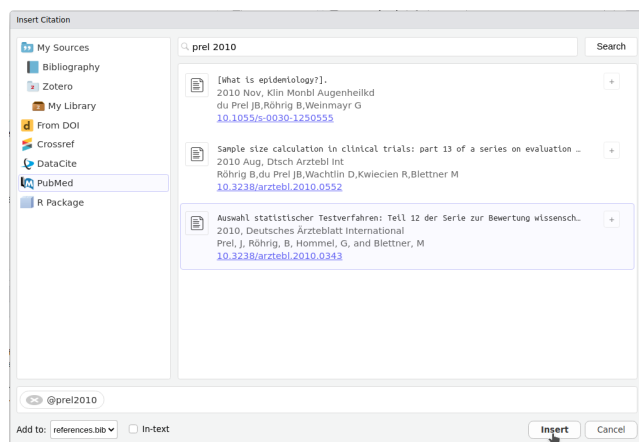 Insert Citation
My Sources
Bibliography
Zotero
My Library
From DOI
Crossref
DataCite
PubMed
R Package
prel 2010
Search
[What is epidemiology?].
2010 Nov, Klin Monbl Augenheilkd
du Prel JB,Röhrig B,Weinmayr G
10.1055/s-0030-1250555
+
Sample size calculation in clinical trials: part 13 of a series on evaluation …
2010 Aug, Dtsch Arztebl Int
Röhrig B,du Prel JB,Wachtlin D,Kwiecien R,Blettner M
10.3238/arztebl.2010.0552
+
Auswahl statistischer Testverfahren: Teil 12 der Serie zur Bewertung wissensch…
2010, Deutsches Ärzteblatt International
Prel, J, Röhrig, B, Hommel, G, and Blettner, M
10.3238/arztebl.2010.0343
+
@prel2010
Add to: references.bib In-text
Insert Cancel